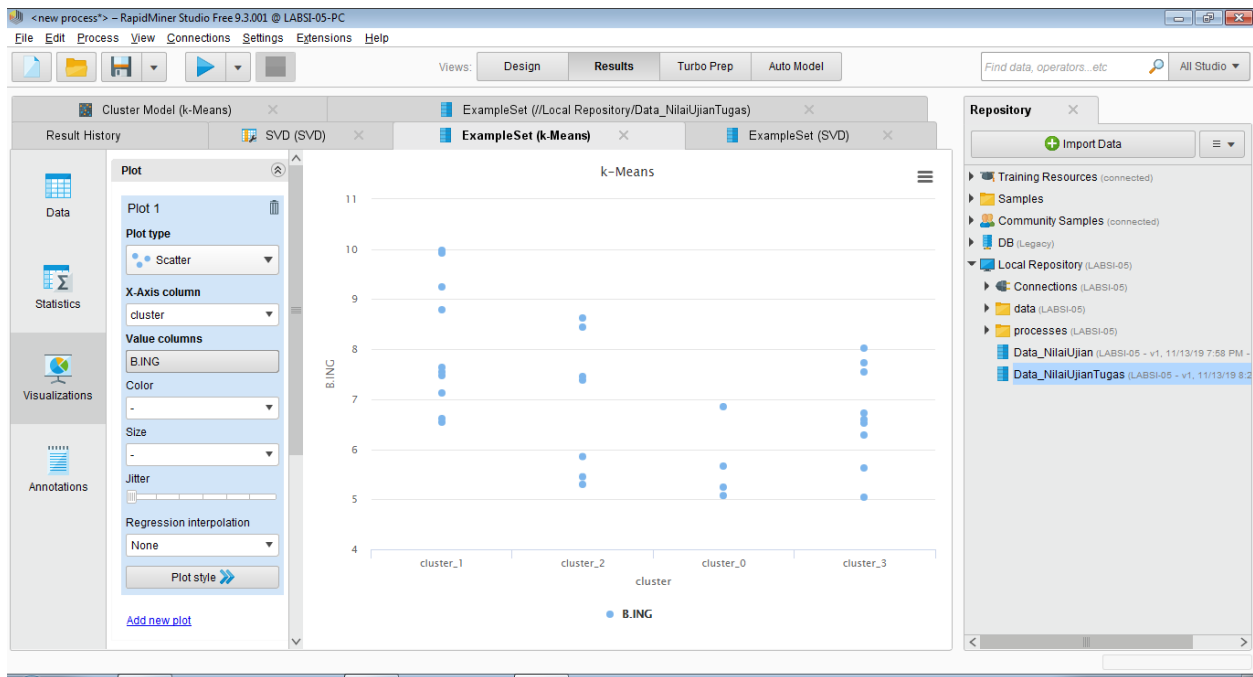 <new process*> – RapidMiner Studio Free 9.3.001 @ LABSI-05-PC
File Edit Process View Connections Settings Extensions Help
Views: Design Results Turbo Prep Auto Model
Find data, operators...etc
All Studio
Cluster Model (k-Means)
ExampleSet (//Local Repository/Data_NilaiUjianTugas)
Result History
SVD (SVD)
ExampleSet (k-Means)
ExampleSet (SVD)
Data
Statistics
Visualizations
Annotations
Plot
Plot 1
Plot type
Scatter
X-Axis column
cluster
Value columns
B.ING
Color
-
Size
-
Jitter
Regression interpolation
None
Plot style
Add new plot
k-Means
11
10
9
8
7
6
5
4
B.ING
cluster_1 cluster_2 cluster_0 cluster_3
cluster
B.ING
Repository
Import Data
Training Resources (connected)
Samples
Community Samples (connected)
DB (Legacy)
Local Repository (LABSI-05)
Connections (LABSI-05)
data (LABSI-05)
processes (LABSI-05)
Data_NilaiUjian (LABSI-05 - v1, 11/13/19 7:58 PM -
Data_NilaiUjianTugas (LABSI-05 - v1, 11/13/19 8:2